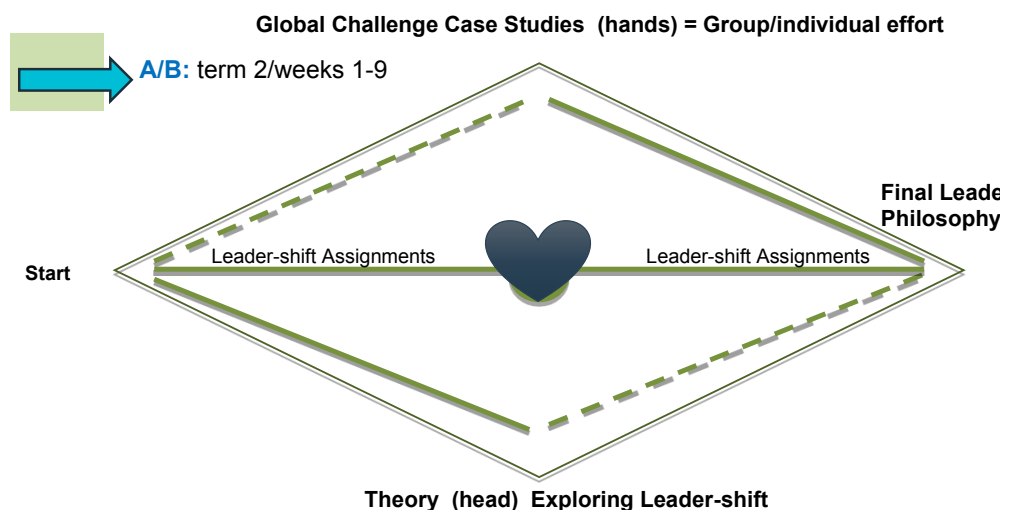 Global Challenge Case Studies (hands) = Group/individual effort
A/B: term 2/weeks 1-9
Final Leade
Philosophy
Leader-shift Assignments
Leader-shift Assignments
Start
Theory (head) Exploring Leader-shift